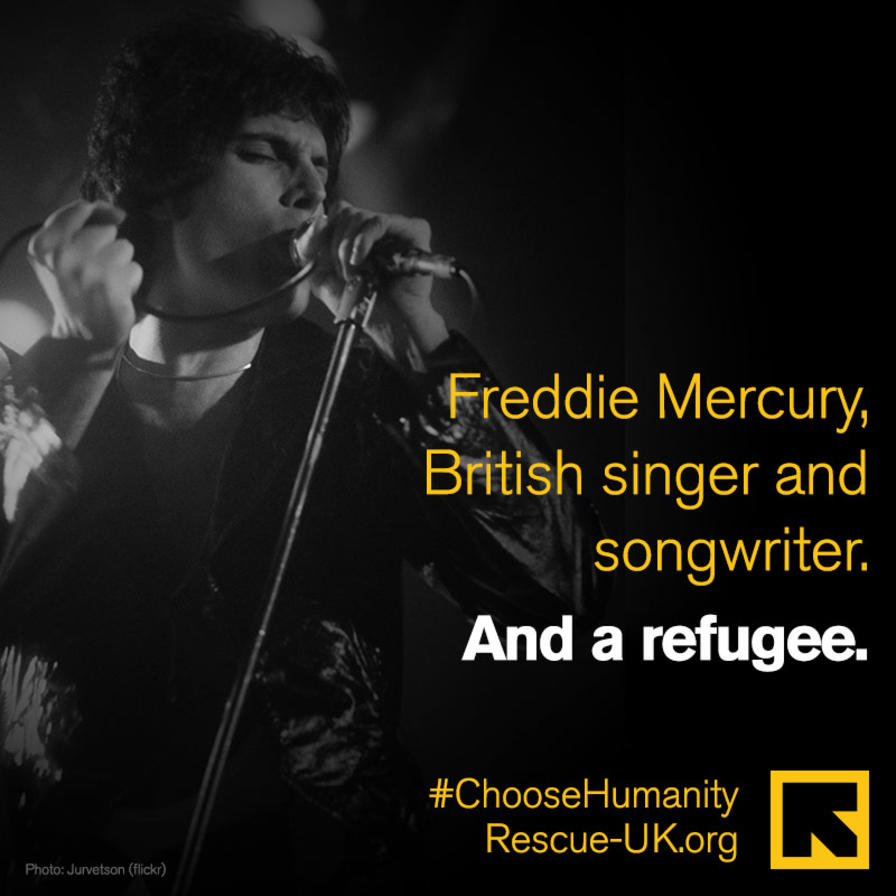 Freddie Mercury,
British singer and
songwriter.
And a refugee.
#ChooseHumanity
Rescue-UK.org
Photo: Jurvetson (flickr)